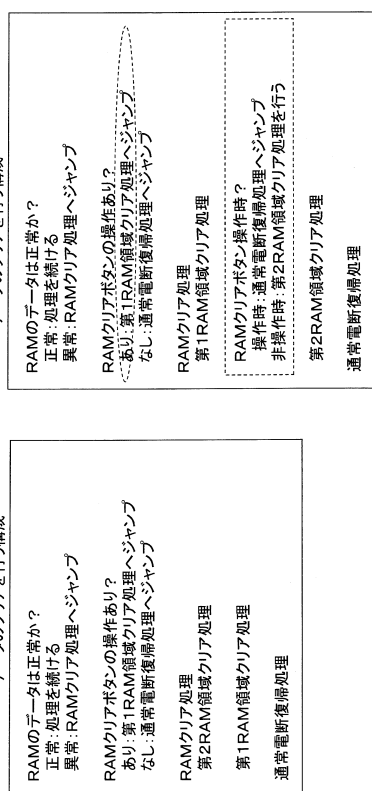 RAMのデータは正常か？
正常：処理を続ける
異常：RAMクリア処理へジャンプ
RAMクリアボタンの操作あり？
あり：第1RAM領域クリア処理へジャンプ
なし：通常電断復帰処理へジャンプ
RAMクリア処理
第2RAM領域クリア処理
第1RAM領域クリア処理
通常電断復帰処理
RAMのデータは正常か？
正常：処理を続ける
異常：RAMクリア処理へジャンプ
RAMクリアボタンの操作あり？
あり：第1RAM領域クリア処理へジャンプ
なし：通常電断復帰処理へジャンプ
RAMクリア処理
第1RAM領域クリア処理
RAMクリアボタン操作時？
操作時：通常電断復帰処理へジャンプ
非操作時：第2RAM領域クリア処理を行う
第2RAM領域クリア処理
通常電断復帰処理